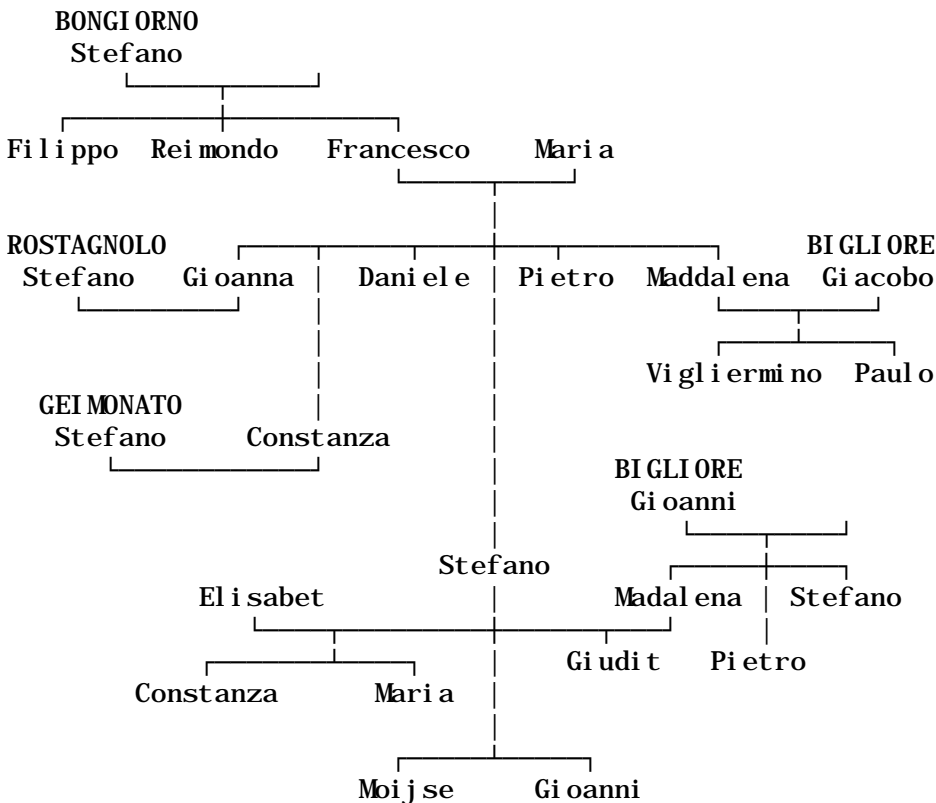 BONGIORNO
Stefano
Filippo Reimondo Francesco Maria
ROSTAGNOLO BIGLIORE
Stefano Gioanna Daniele Pietro Maddalena Giacobo
Vigliermino Paulo
GEIMONATO
Stefano Constanza
BIGLIORE
Gioanni
Stefano
Elisabet Madalena Stefano
Giudit Pietro
Constanza Maria
Moijse Gioanni